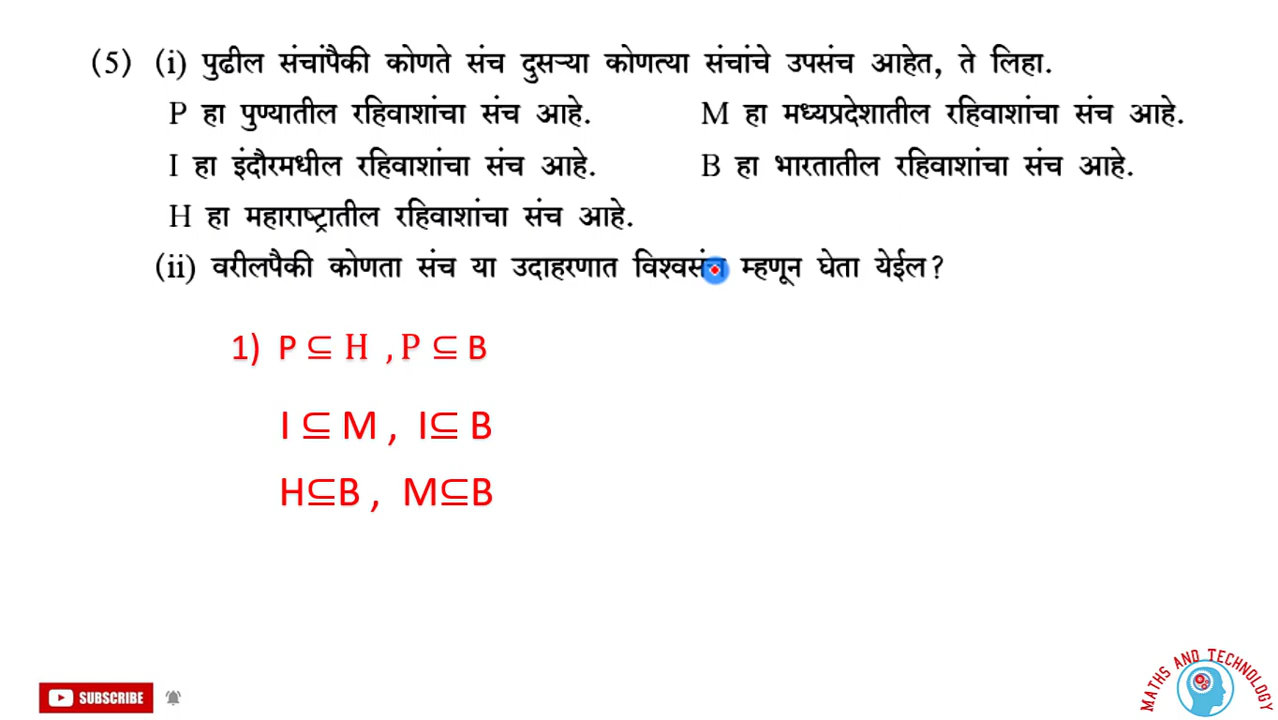 (5) (i) पुढील संचांपैकी कोणते संच दुसऱ्या कोणत्या संचांचे उपसंच आहेत, ते लिहा.
P हा पुण्यातील रहिवाशांचा संच आहे. M हा मध्यप्रदेशातील रहिवाशांचा संच आहे.
I हा इंदौरमधील रहिवाशांचा संच आहे. B हा भारतातील रहिवाशांचा संच आहे.
H हा महाराष्ट्रातील रहिवाशांचा संच आहे.
(ii) वरीलपैकी कोणता संच या उदाहरणात विश्वसंच म्हणून घेता येईल?
1) P ⊆ H , P ⊆ B
I ⊆ M , I⊆ B
H⊆B , M⊆B
SUBSCRIBE
MATHS AND TECHNOLOGY